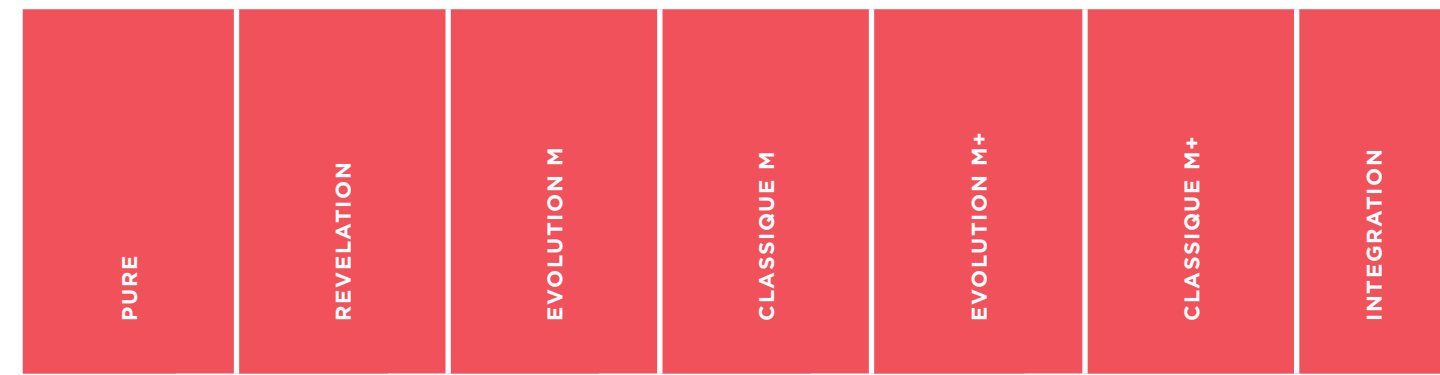 PURE
REVELATION
EVOLUTION M
CLASSIQUE M
EVOLUTION M+
CLASSIQUE M+
INTEGRATION